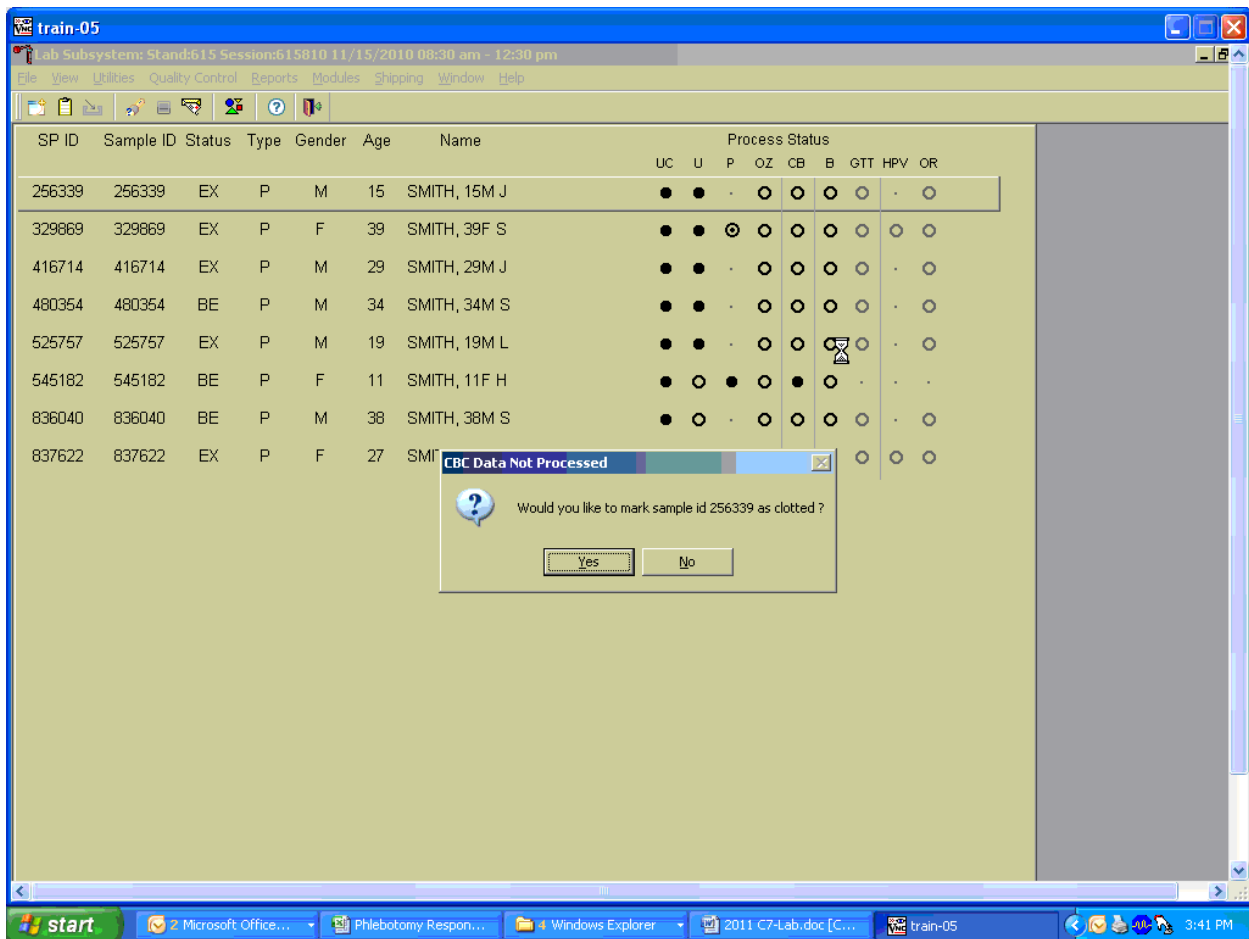 train-05
Lab Subsystem: Stand:615 Session:615810 11/15/2010 08:30 am - 12:30 pm
File View Utilities Quality Control Reports Modules Shipping Window Help
SP ID Sample ID Status Type Gender Age Name Process Status
UC U P OZ CB B GTT HPV OR
256339 256339 EX P M 15 SMITH, 15M J
329869 329869 EX P F 39 SMITH, 39F S
416714 416714 EX P M 29 SMITH, 29M J
480354 480354 BE P M 34 SMITH, 34M S
525757 525757 EX P M 19 SMITH, 19M L
545182 545182 BE P F 11 SMITH, 11F H
836040 836040 BE P M 38 SMITH, 38M S
837622 837622 EX P F 27 SMI
CBC Data Not Processed
Would you like to mark sample id 256339 as clotted ?
Yes No
start 2 Microsoft Office... Phlebotomy Respon... 4 Windows Explorer 2011 C7-Lab.doc [C... train-05 3:41 PM